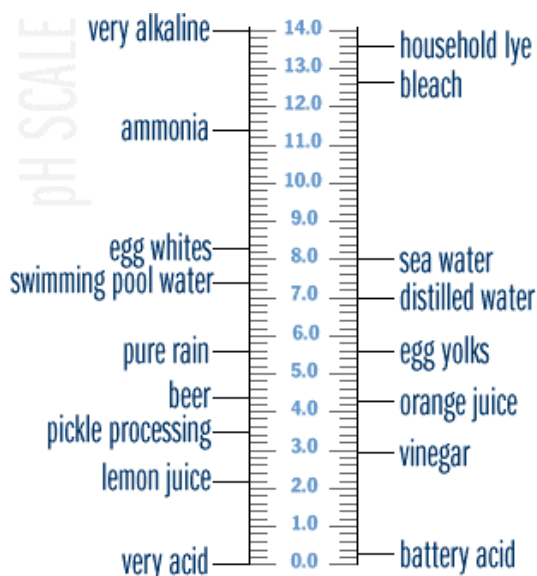 pH SCALE
very alkaline
14.0
household lye
13.0
bleach
12.0
ammonia
11.0
10.0
9.0
egg whites
8.0
sea water
swimming pool water
7.0
distilled water
6.0
pure rain
egg yolks
5.0
beer
orange juice
4.0
pickle processing
3.0
vinegar
lemon juice
2.0
1.0
very acid
0.0
battery acid